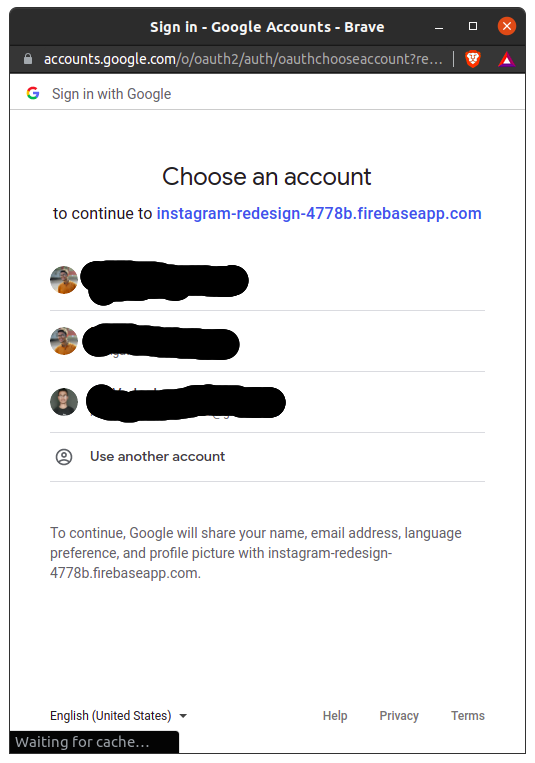 Sign in - Google Accounts - Brave
accounts.google.com/o/oauth2/auth/oauthchooseaccount?re...
Sign in with Google
Choose an account
to continue to instagram-redesign-4778b.firebaseapp.com
Use another account
To continue, Google will share your name, email address, language
preference, and profile picture with instagram-redesign-
4778b.firebaseapp.com.
English (United States)
Help Privacy Terms
Waiting for cache...